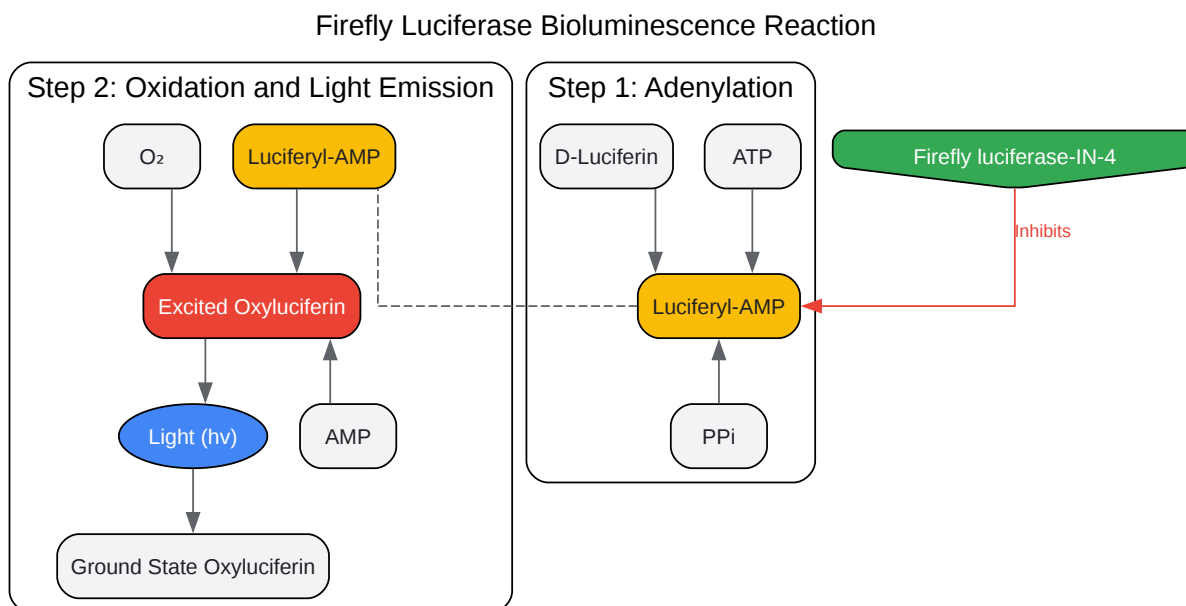 Firefly Luciferase Bioluminescence Reaction
Step 2: Oxidation and Light Emission
Step 1: Adenylation
O₂
Luciferyl-AMP
D-Luciferin
ATP
Firefly luciferase-IN-4
Inhibits
Excited Oxyluciferin
Luciferyl-AMP
Light (hv)
AMP
PPi
Ground State Oxyluciferin